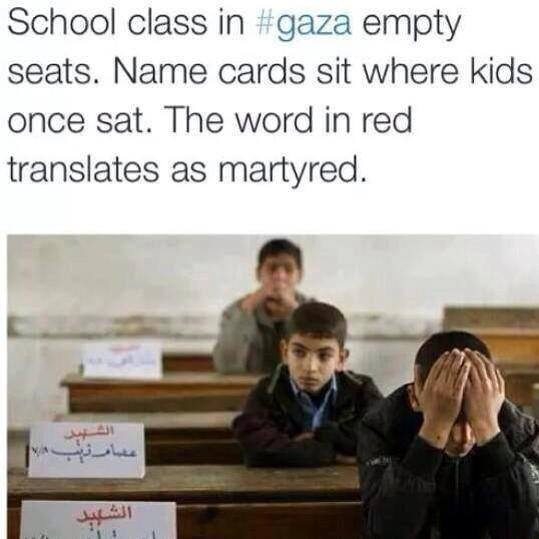 School class in #gaza empty
seats. Name cards sit where kids
once sat. The word in red
translates as martyred.
الشهيد
عصام
الشهيد